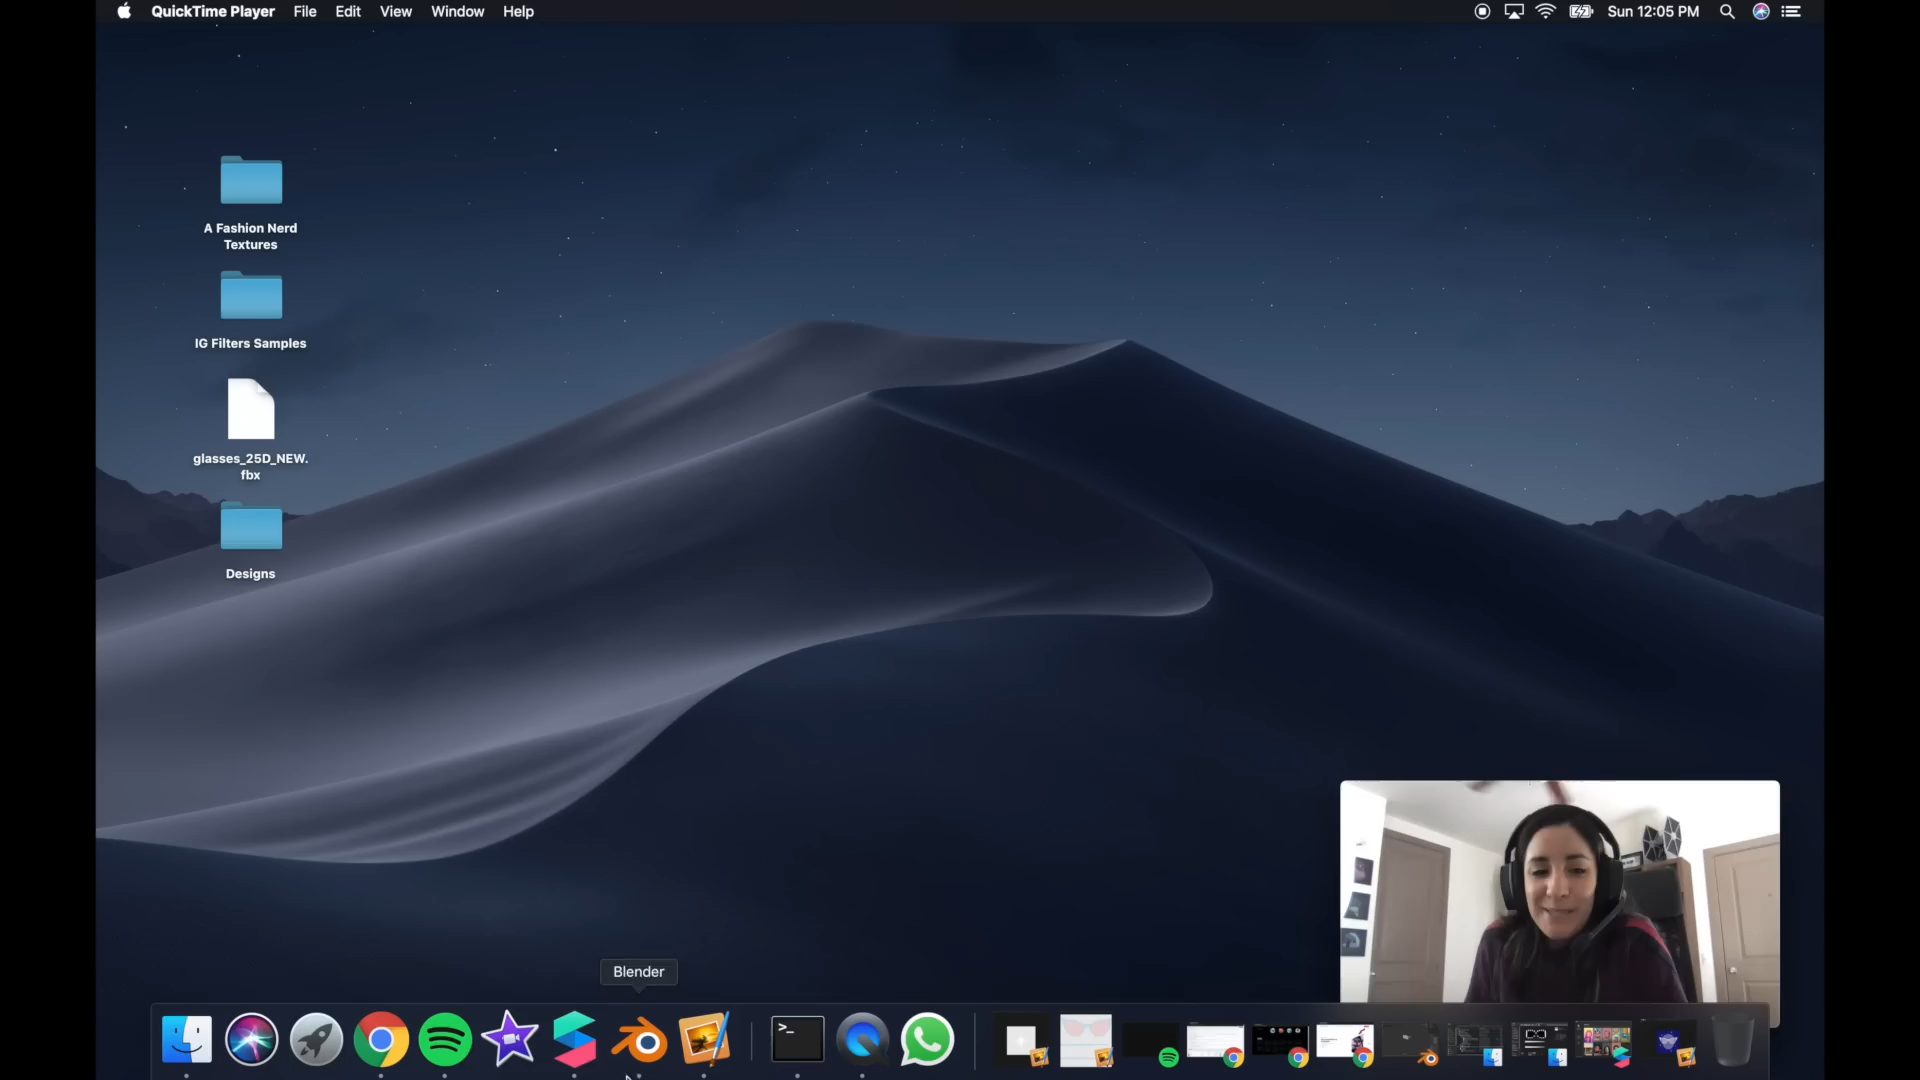 QuickTime Player File Edit View Window Help Sun 12:05 PM
A Fashion Nerd
Textures
IG Filters Samples
glasses_25D_NEW.
fbx
Designs
Blender
>_